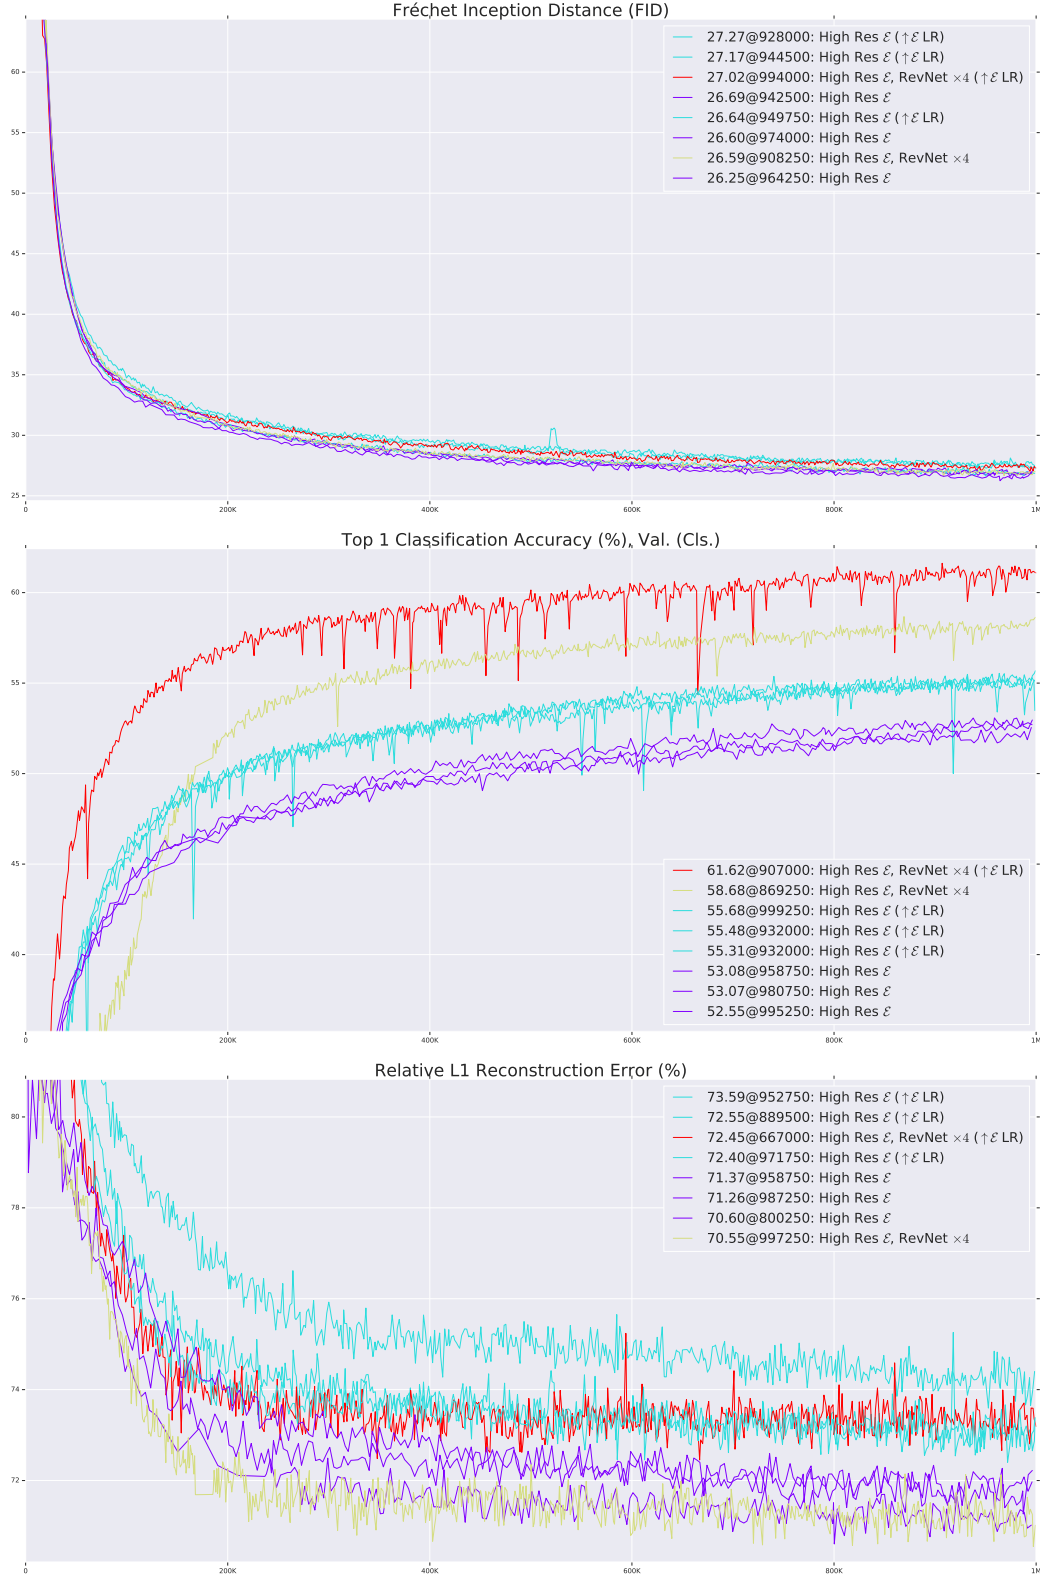 Fréchet Inception Distance (FID)
27.27@928000: High Res ℰ (↑ℰ LR)
27.17@944500: High Res ℰ (↑ℰ LR)
27.02@994000: High Res ℰ, RevNet ×4 (↑ℰ LR)
26.69@942500: High Res ℰ
26.64@949750: High Res ℰ (↑ℰ LR)
26.60@974000: High Res ℰ
26.59@908250: High Res ℰ, RevNet ×4
26.25@964250: High Res ℰ
60
55
50
45
40
35
30
25
0 200K 400K 600K 800K 1M
Top 1 Classification Accuracy (%), Val. (Cls.)
60
55
50
45
40
61.62@907000: High Res ℰ, RevNet ×4 (↑ℰ LR)
58.68@869250: High Res ℰ, RevNet ×4
55.68@999250: High Res ℰ (↑ℰ LR)
55.48@932000: High Res ℰ (↑ℰ LR)
55.31@932000: High Res ℰ (↑ℰ LR)
53.08@958750: High Res ℰ
53.07@980750: High Res ℰ
52.55@995250: High Res ℰ
0 200K 400K 600K 800K 1M
Relative L1 Reconstruction Error (%)
73.59@952750: High Res ℰ (↑ℰ LR)
72.55@889500: High Res ℰ (↑ℰ LR)
72.45@667000: High Res ℰ, RevNet ×4 (↑ℰ LR)
72.40@971750: High Res ℰ (↑ℰ LR)
71.37@958750: High Res ℰ
71.26@987250: High Res ℰ
70.60@800250: High Res ℰ
70.55@997250: High Res ℰ, RevNet ×4
80
78
76
74
72
0 200K 400K 600K 800K 1M